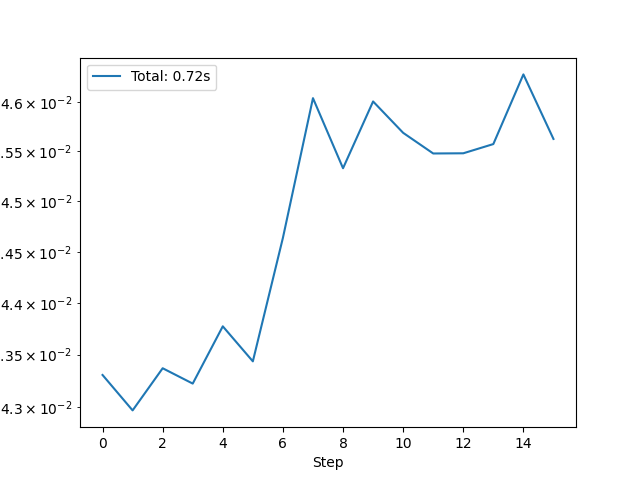 Total: 0.72s
4.6 × 10⁻²
.55 × 10⁻²
4.5 × 10⁻²
.45 × 10⁻²
4.4 × 10⁻²
.35 × 10⁻²
4.3 × 10⁻²
0 2 4 6 8 10 12 14
Step